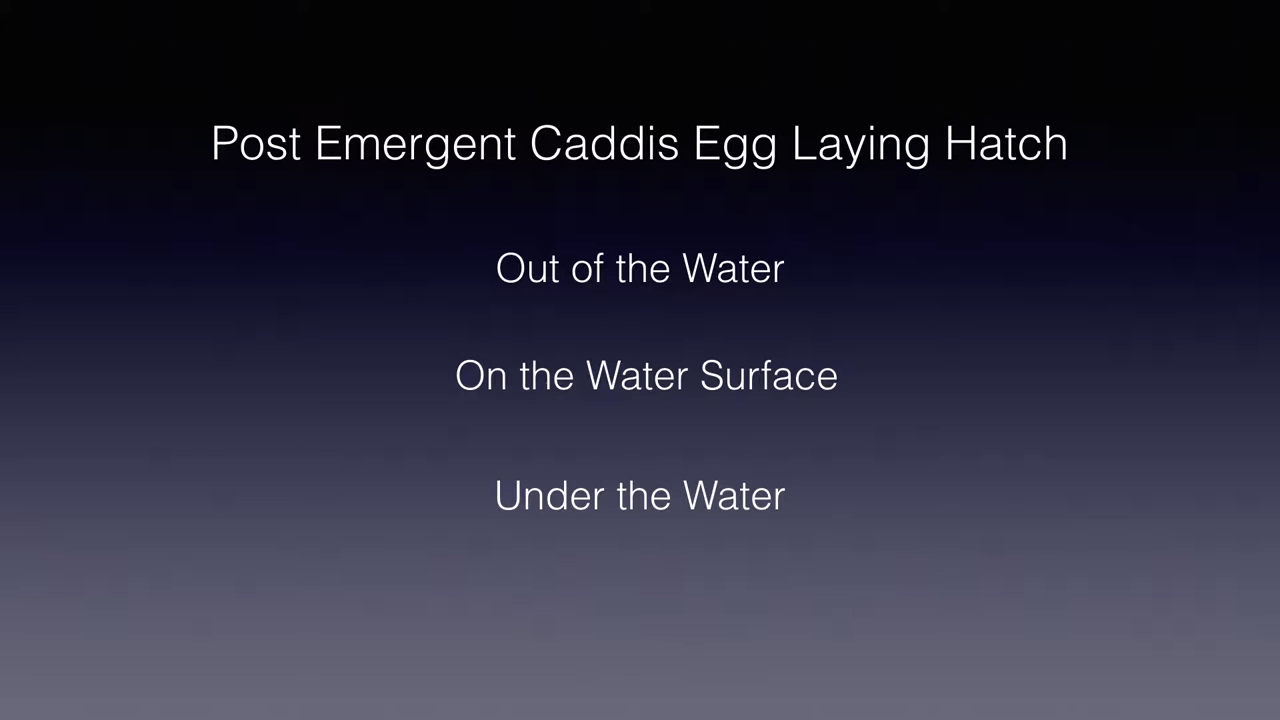 Post Emergent Caddis Egg Laying Hatch
Out of the Water
On the Water Surface
Under the Water